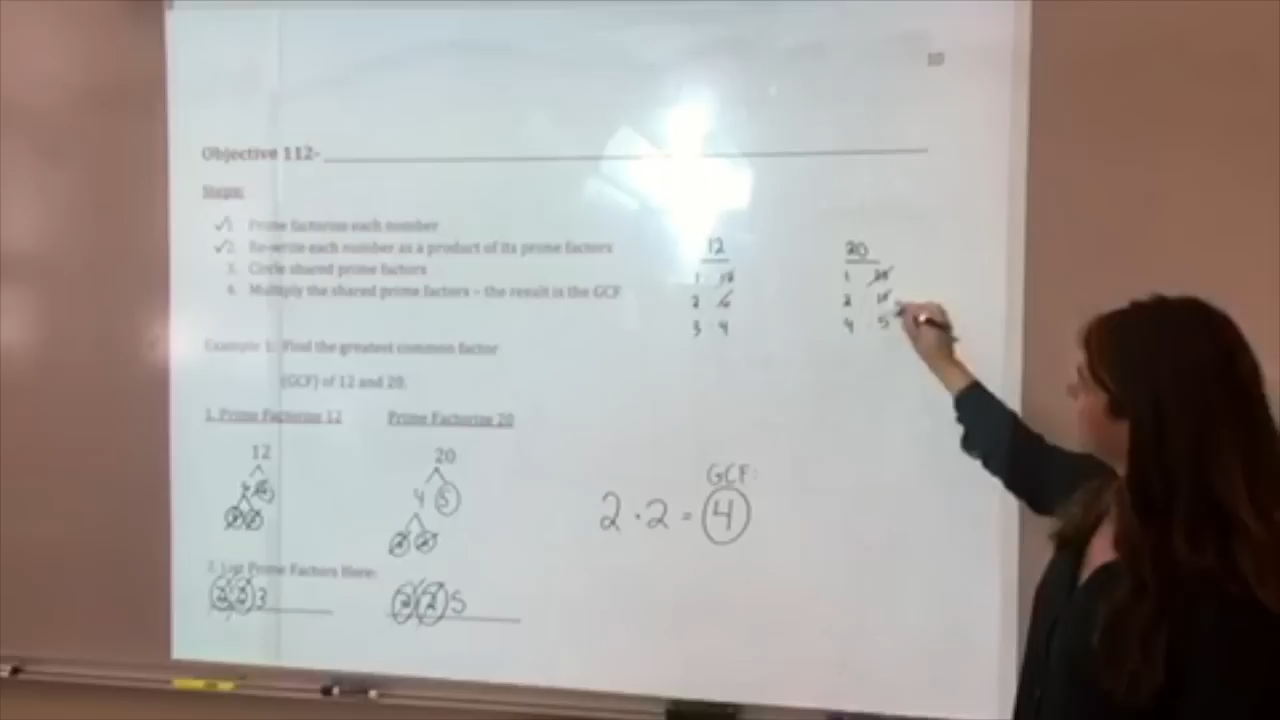 10
Objective 112-
Steps:
✓1. Prime factorize each number
✓2. Re-write each number as a product of its prime factors
3. Circle shared prime factors
4. Multiply the shared prime factors – the result is the GCF
12 20
1 12 1 20
2 6 2 10
3 4 4 5
Example 1: Find the greatest common factor
(GCF) of 12 and 20.
1. Prime Factorize 12 Prime Factorize 20
12 20
4 5
2 2 2 2
GCF:
2 · 2 = 4
2. List Prime Factors Here:
2 2 3 2 2 5